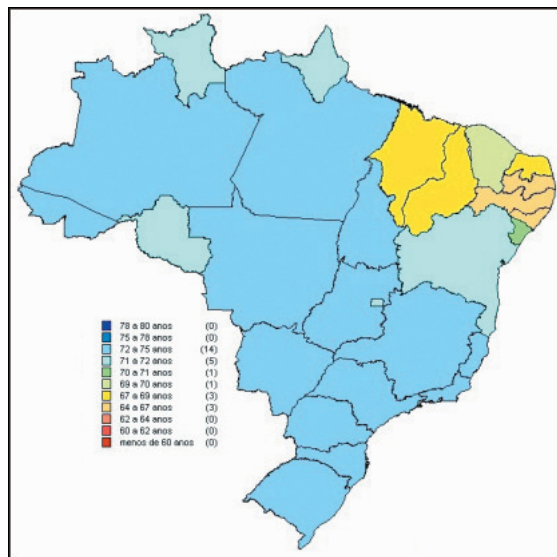 78 a 80 anos (0)
75 a 78 anos (0)
72 a 75 anos (14)
71 a 72 anos (5)
70 a 71 anos (1)
69 a 70 anos (1)
67 a 69 anos (3)
64 a 67 anos (3)
62 a 64 anos (0)
60 a 62 anos (0)
menos de 60 anos (0)